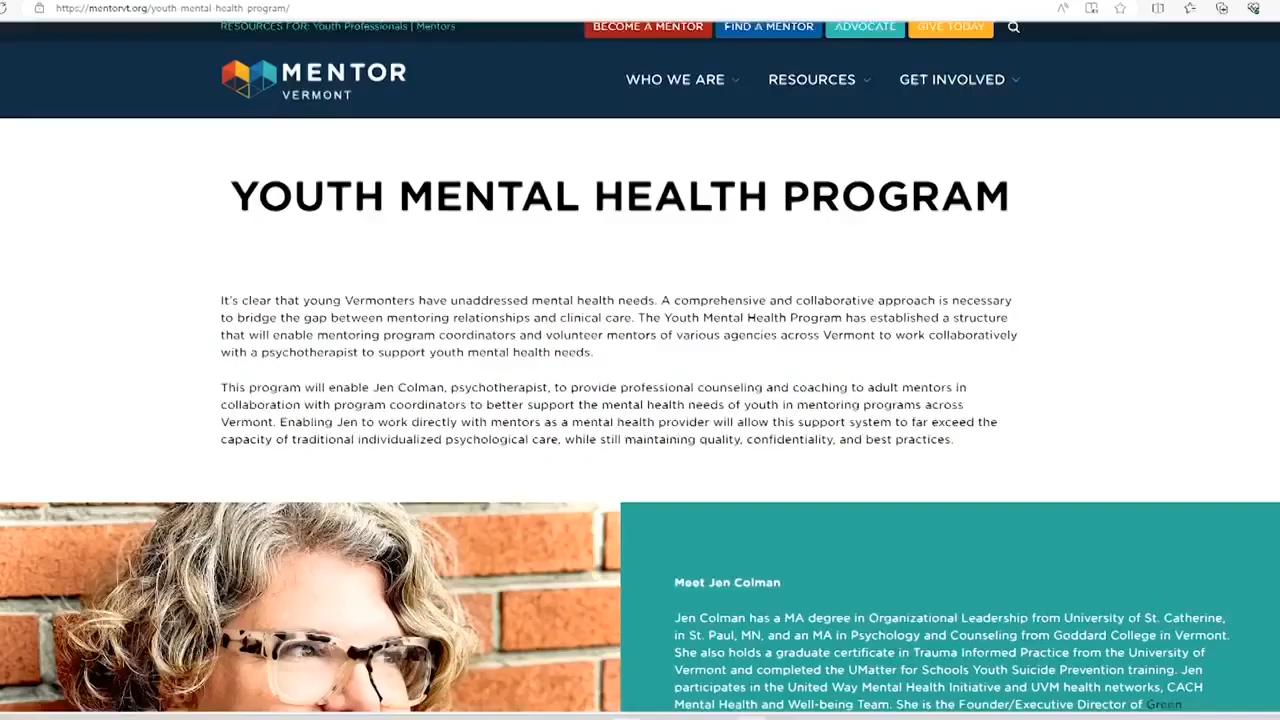 https://mentorvt.org/youth-mental-health-program/
RESOURCES FOR: Youth Professionals | Mentors
BECOME A MENTOR
FIND A MENTOR
ADVOCATE
GIVE TODAY
MENTOR
VERMONT
WHO WE ARE
RESOURCES
GET INVOLVED
YOUTH MENTAL HEALTH PROGRAM
It's clear that young Vermonters have unaddressed mental health needs. A comprehensive and collaborative approach is necessary
to bridge the gap between mentoring relationships and clinical care. The Youth Mental Health Program has established a structure
that will enable mentoring program coordinators and volunteer mentors of various agencies across Vermont to work collaboratively
with a psychotherapist to support youth mental health needs.
This program will enable Jen Colman, psychotherapist, to provide professional counseling and coaching to adult mentors in
collaboration with program coordinators to better support the mental health needs of youth in mentoring programs across
Vermont. Enabling Jen to work directly with mentors as a mental health provider will allow this support system to far exceed the
capacity of traditional individualized psychological care, while still maintaining quality, confidentiality, and best practices.
Meet Jen Colman
Jen Colman has a MA degree in Organizational Leadership from University of St. Catherine,
in St. Paul, MN, and an MA in Psychology and Counseling from Goddard College in Vermont.
She also holds a graduate certificate in Trauma Informed Practice from the University of
Vermont and completed the UMatter for Schools Youth Suicide Prevention training. Jen
participates in the United Way Mental Health Initiative and UVM health networks, CACH
Mental Health and Well-being Team. She is the Founder/Executive Director of Green